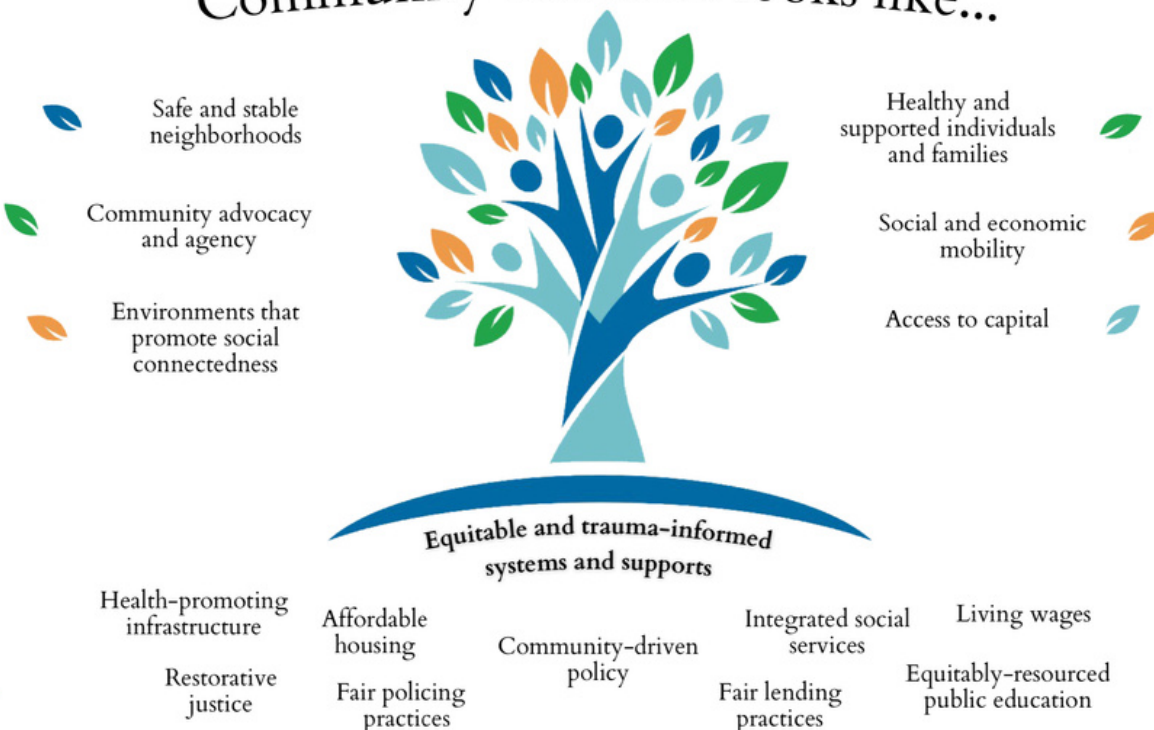 Community looks like...
Safe and stable
neighborhoods
Community advocacy
and agency
Environments that
promote social
connectedness
Healthy and
supported individuals
and families
Social and economic
mobility
Access to capital
Equitable and trauma-informed
systems and supports
Health-promoting
infrastructure
Affordable
housing
Community-driven
policy
Integrated social
services
Living wages
Restorative
justice
Fair policing
practices
Fair lending
practices
Equitably-resourced
public education